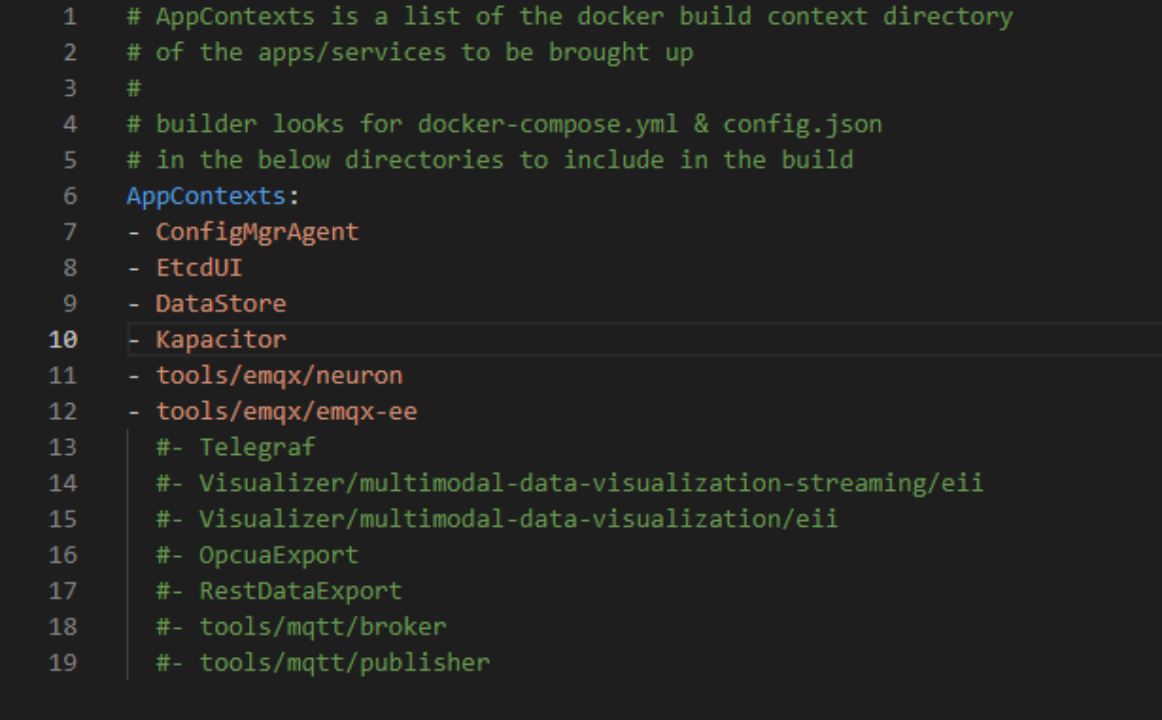 1 # AppContexts is a list of the docker build context directory
2 # of the apps/services to be brought up
3 #
4 # builder looks for docker-compose.yml & config.json
5 # in the below directories to include in the build
6 AppContexts:
7 - ConfigMgrAgent
8 - EtcdUI
9 - DataStore
10 - Kapacitor
11 - tools/emqx/neuron
12 - tools/emqx/emqx-ee
13 #- Telegraf
14 #- Visualizer/multimodal-data-visualization-streaming/eii
15 #- Visualizer/multimodal-data-visualization/eii
16 #- OpcuaExport
17 #- RestDataExport
18 #- tools/mqtt/broker
19 #- tools/mqtt/publisher